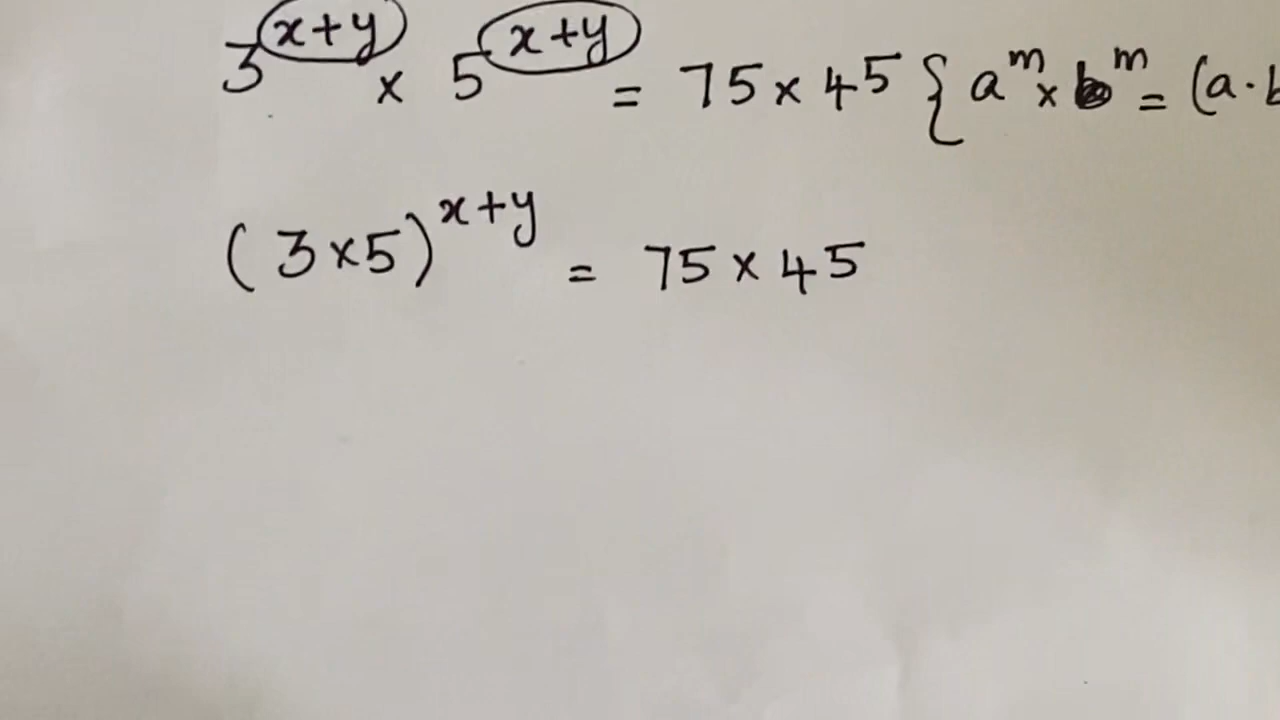 3^{x+y} × 5^{x+y} = 75 × 45 { a^m × b^m = (a·b
(3×5)^{x+y} = 75 × 45